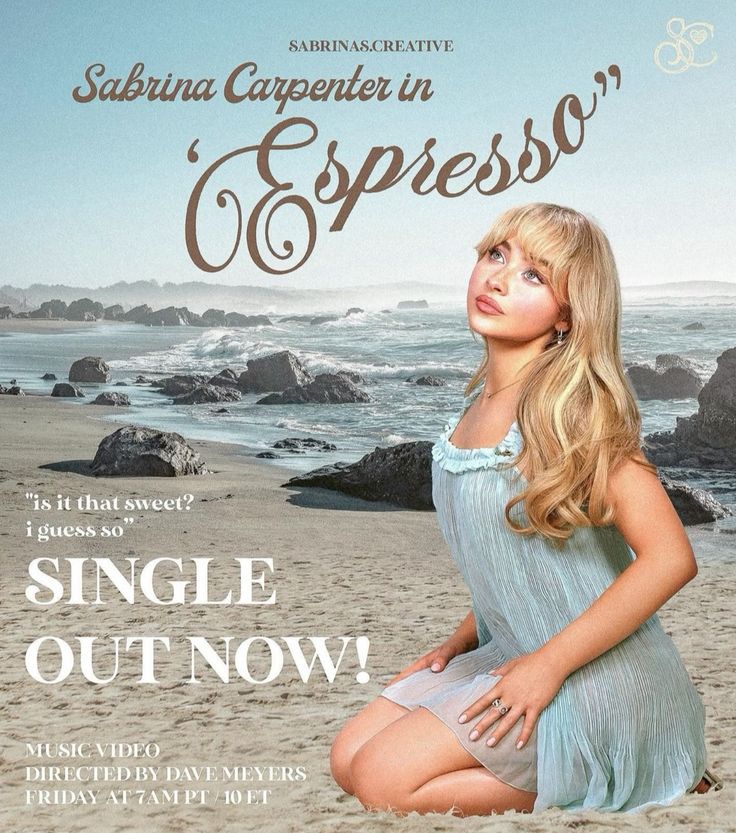 SABRINAS.CREATIVE
SC
Sabrina Carpenter in
‘Espresso”
"is it that sweet?
i guess so”
SINGLE
OUT NOW!
MUSIC VIDEO
DIRECTED BY DAVE MEYERS
FRIDAY AT 7AM PT / 10 ET